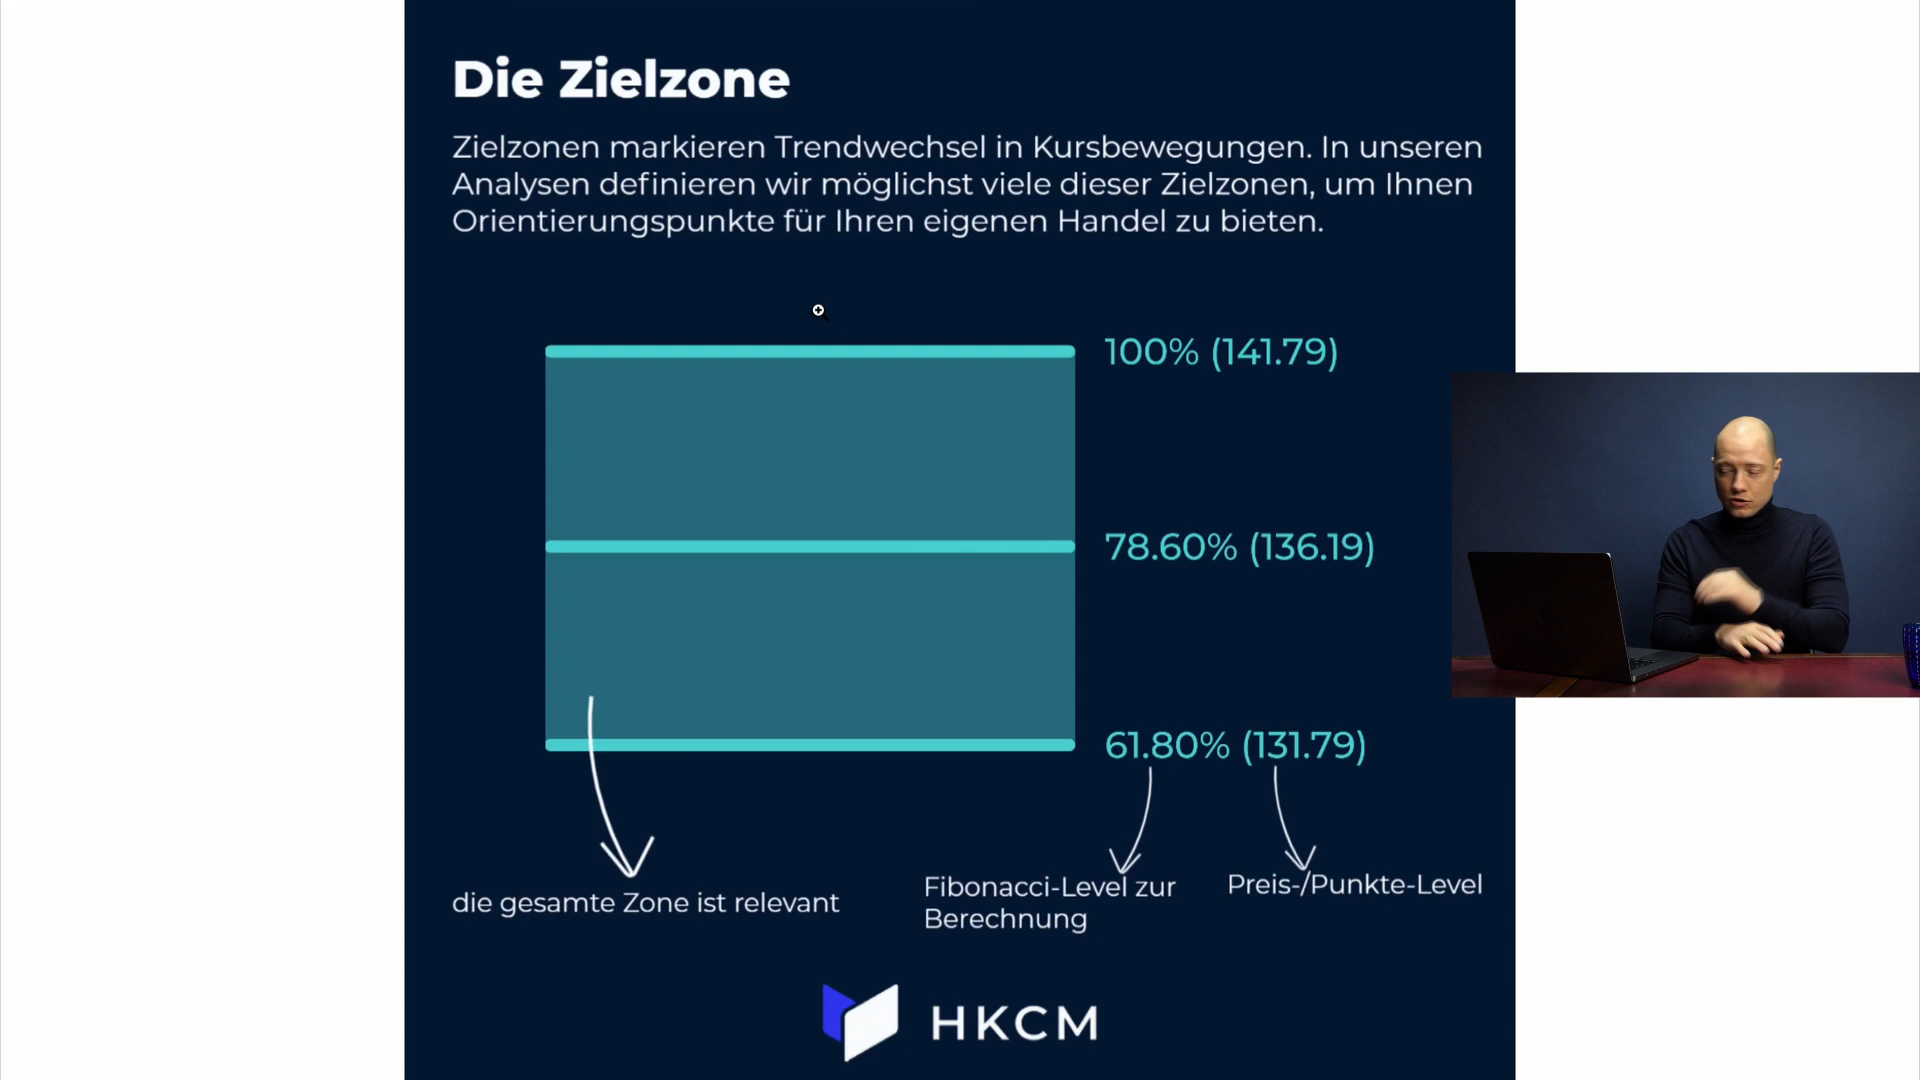 Die Zielzone
Zielzonen markieren Trendwechsel in Kursbewegungen. In unseren
Analysen definieren wir möglichst viele dieser Zielzonen, um Ihnen
Orientierungspunkte für Ihren eigenen Handel zu bieten.
100% (141.79)
78.60% (136.19)
61.80% (131.79)
die gesamte Zone ist relevant
Fibonacci-Level zur
Berechnung
Preis-/Punkte-Level
HKCM